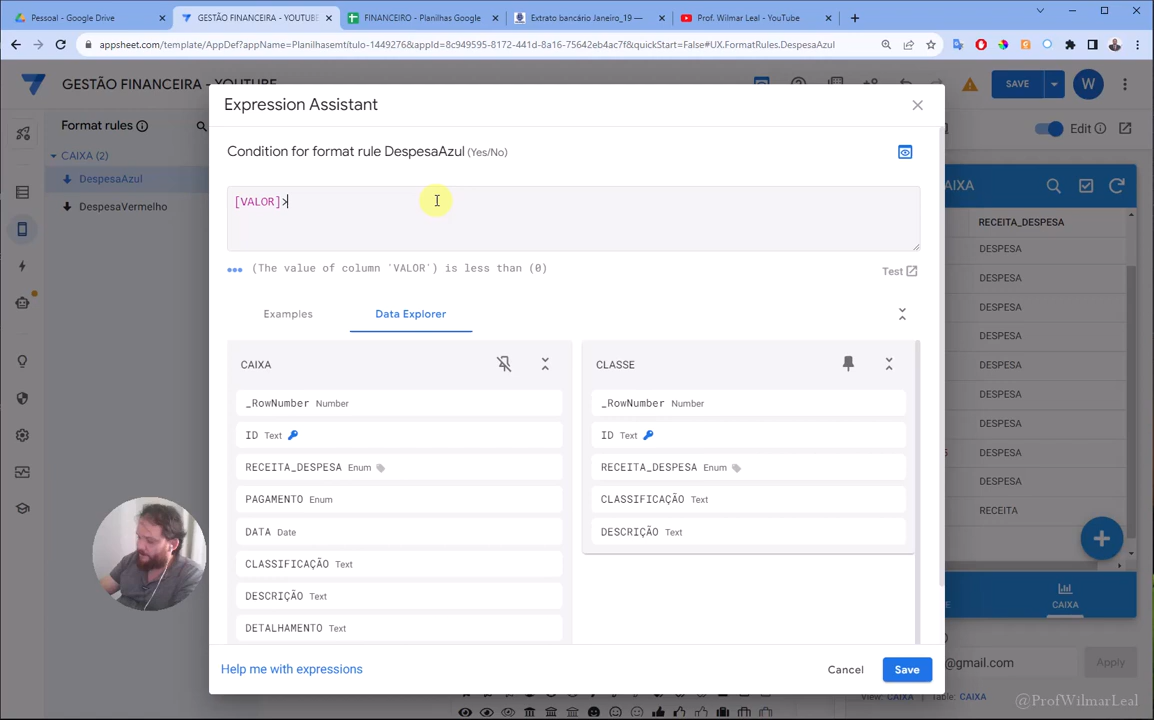 Pessoal - Google Drive
GESTÃO FINANCEIRA - YOUTUBE
FINANCEIRO - Planilhas Google
Extrato bancário Janeiro_19 —
Prof. Wilmar Leal - YouTube
appsheet.com/template/AppDef?appName=Planilhasemtítulo-1449276&appId=8c949595-8172-441d-8a16-75642eb4ac7f&quickStart=False#UX.FormatRules.DespesaAzul
GESTÃO FINANCEIRA - YOUTUBE
SAVE
W
Format rules
Edit
CAIXA (2)
DespesaAzul
DespesaVermelho
Expression Assistant
Condition for format rule DespesaAzul (Yes/No)
[VALOR]>
(The value of column 'VALOR') is less than (0)
Test
Examples
Data Explorer
CAIXA
_RowNumber Number
ID Text
RECEITA_DESPESA Enum
PAGAMENTO Enum
DATA Date
CLASSIFICAÇÃO Text
DESCRIÇÃO Text
DETALHAMENTO Text
CLASSE
_RowNumber Number
ID Text
RECEITA_DESPESA Enum
CLASSIFICAÇÃO Text
DESCRIÇÃO Text
Help me with expressions
Cancel
Save
CAIXA
RECEITA_DESPESA
DESPESA
DESPESA
DESPESA
DESPESA
DESPESA
DESPESA
DESPESA
DESPESA
DESPESA
RECEITA
CAIXA
@gmail.com
Apply
View: CAIXA
Table: CAIXA
@ProfWilmarLeal